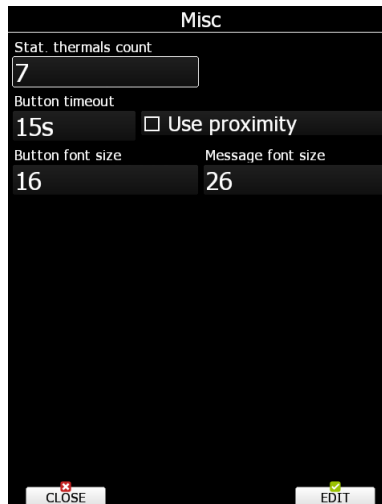 Misc
Stat. thermals count
7
Button timeout
15s Use proximity
Button font size Message font size
16 26
CLOSE EDIT